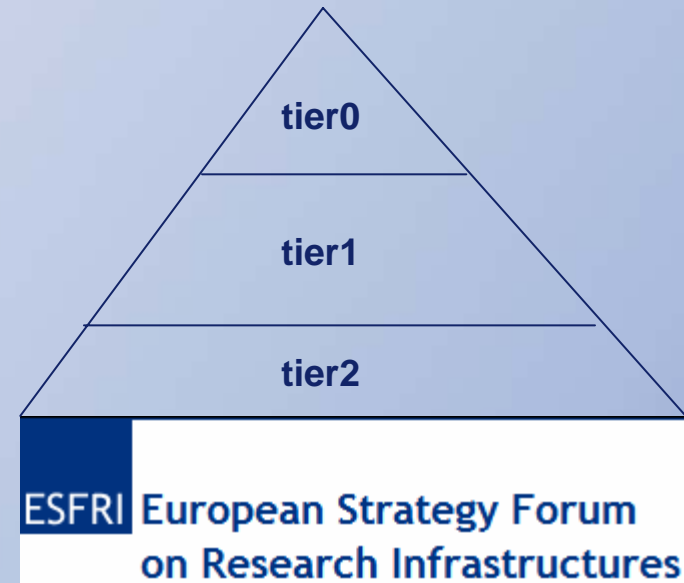 tier0
tier1
tier2
ESFRI European Strategy Forum
on Research Infrastructures